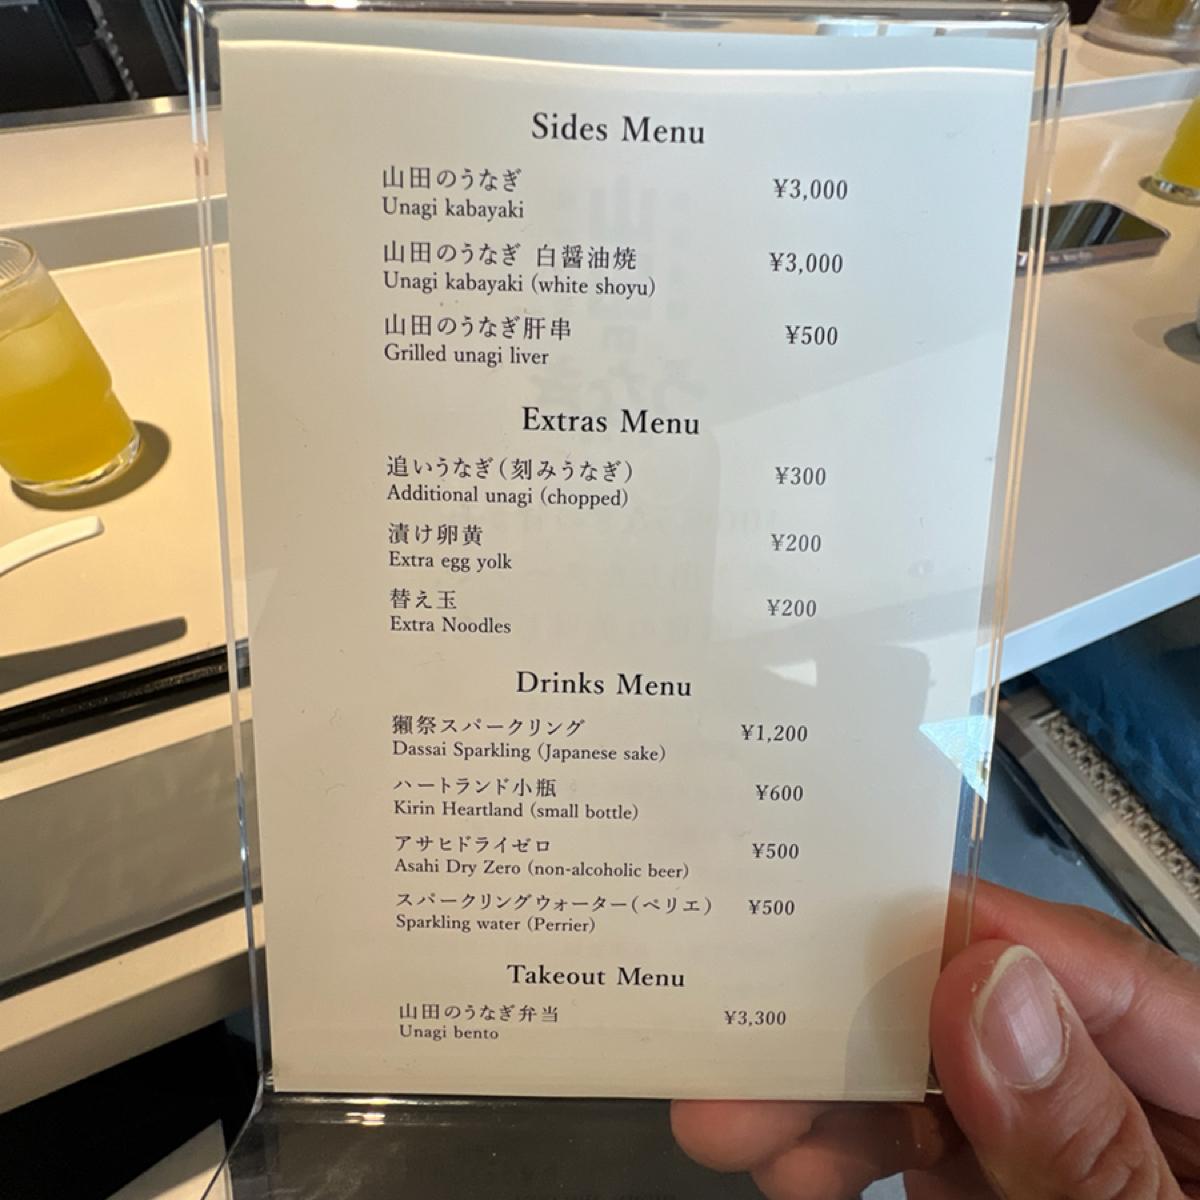 Sides Menu
山田のうなぎ ¥3,000
Unagi kabayaki
山田のうなぎ 白醤油焼 ¥3,000
Unagi kabayaki (white shoyu)
山田のうなぎ肝串 ¥500
Grilled unagi liver
Extras Menu
追いうなぎ(刻みうなぎ) ¥300
Additional unagi (chopped)
漬け卵黄 ¥200
Extra egg yolk
替え玉 ¥200
Extra Noodles
Drinks Menu
獺祭スパークリング ¥1,200
Dassai Sparkling (Japanese sake)
ハートランド小瓶 ¥600
Kirin Heartland (small bottle)
アサヒドライゼロ ¥500
Asahi Dry Zero (non-alcoholic beer)
スパークリングウォーター(ペリエ) ¥500
Sparkling water (Perrier)
Takeout Menu
山田のうなぎ弁当 ¥3,300
Unagi bento